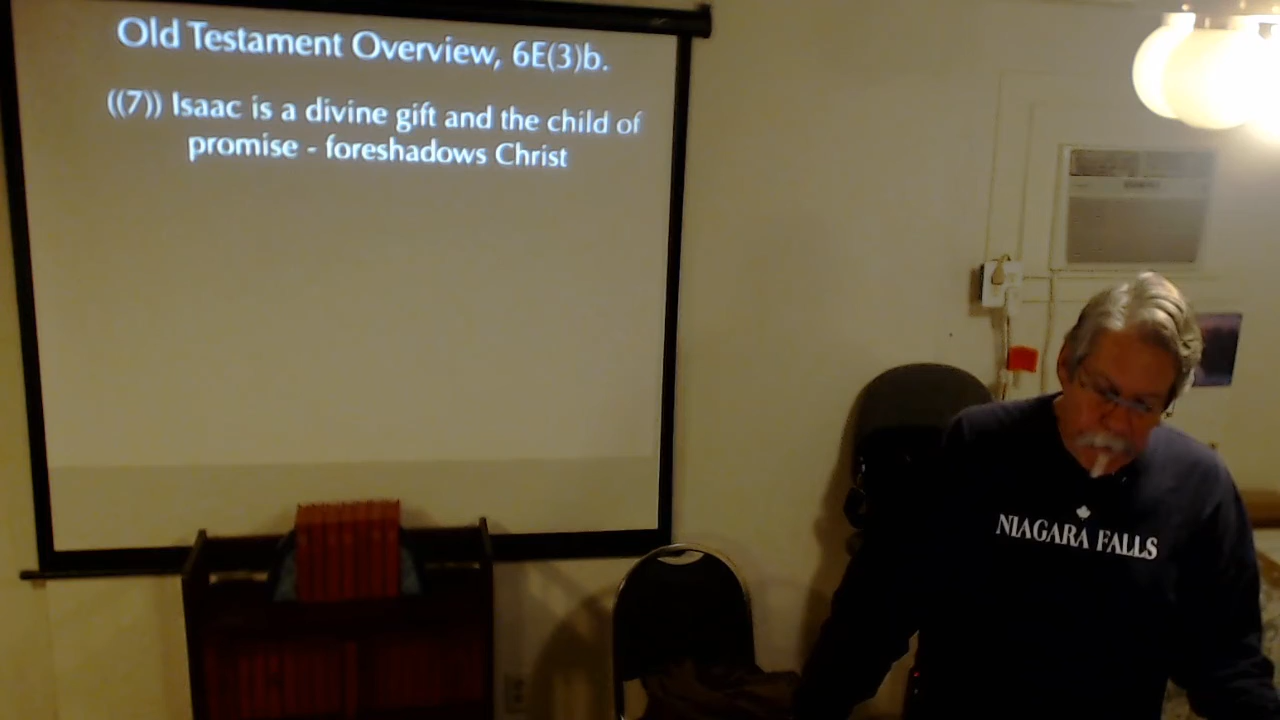 Old Testament Overview, 6E(3)b.
((7)) Isaac is a divine gift and the child of
promise - foreshadows Christ
NIAGARA FALLS